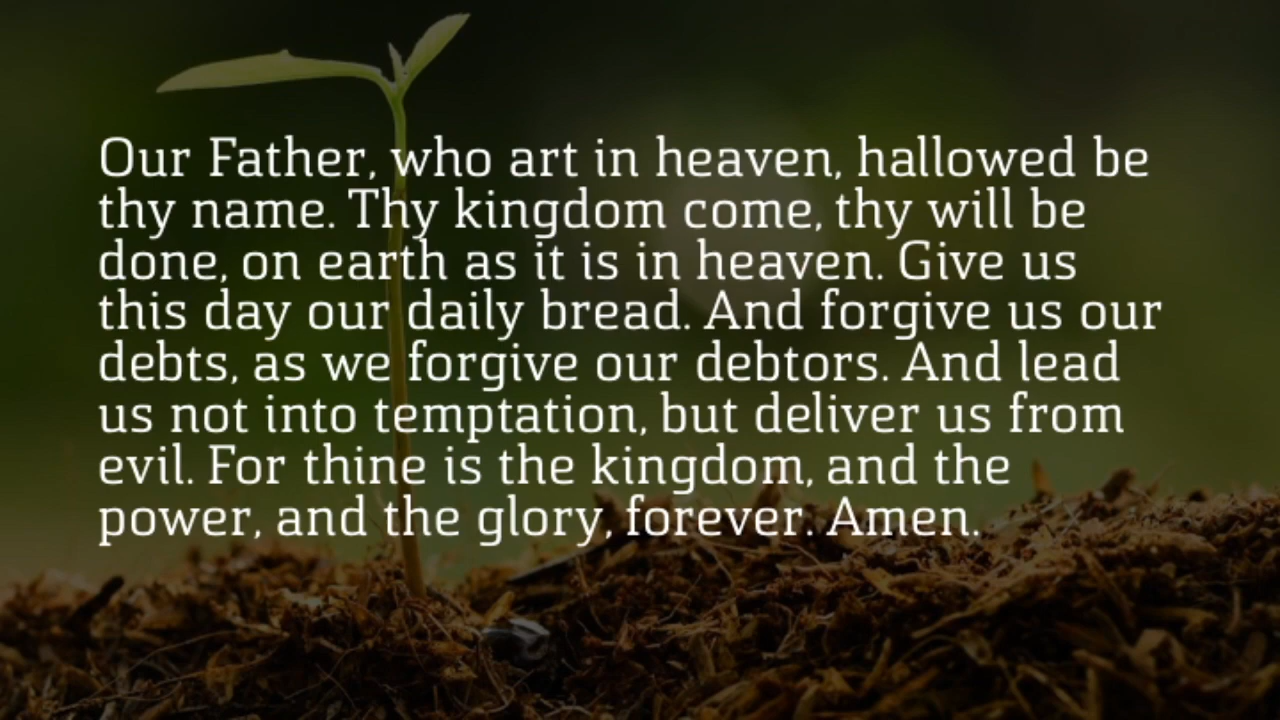 Our Father, who art in heaven, hallowed be
thy name. Thy kingdom come, thy will be
done, on earth as it is in heaven. Give us
this day our daily bread. And forgive us our
debts, as we forgive our debtors. And lead
us not into temptation, but deliver us from
evil. For thine is the kingdom, and the
power, and the glory, forever. Amen.